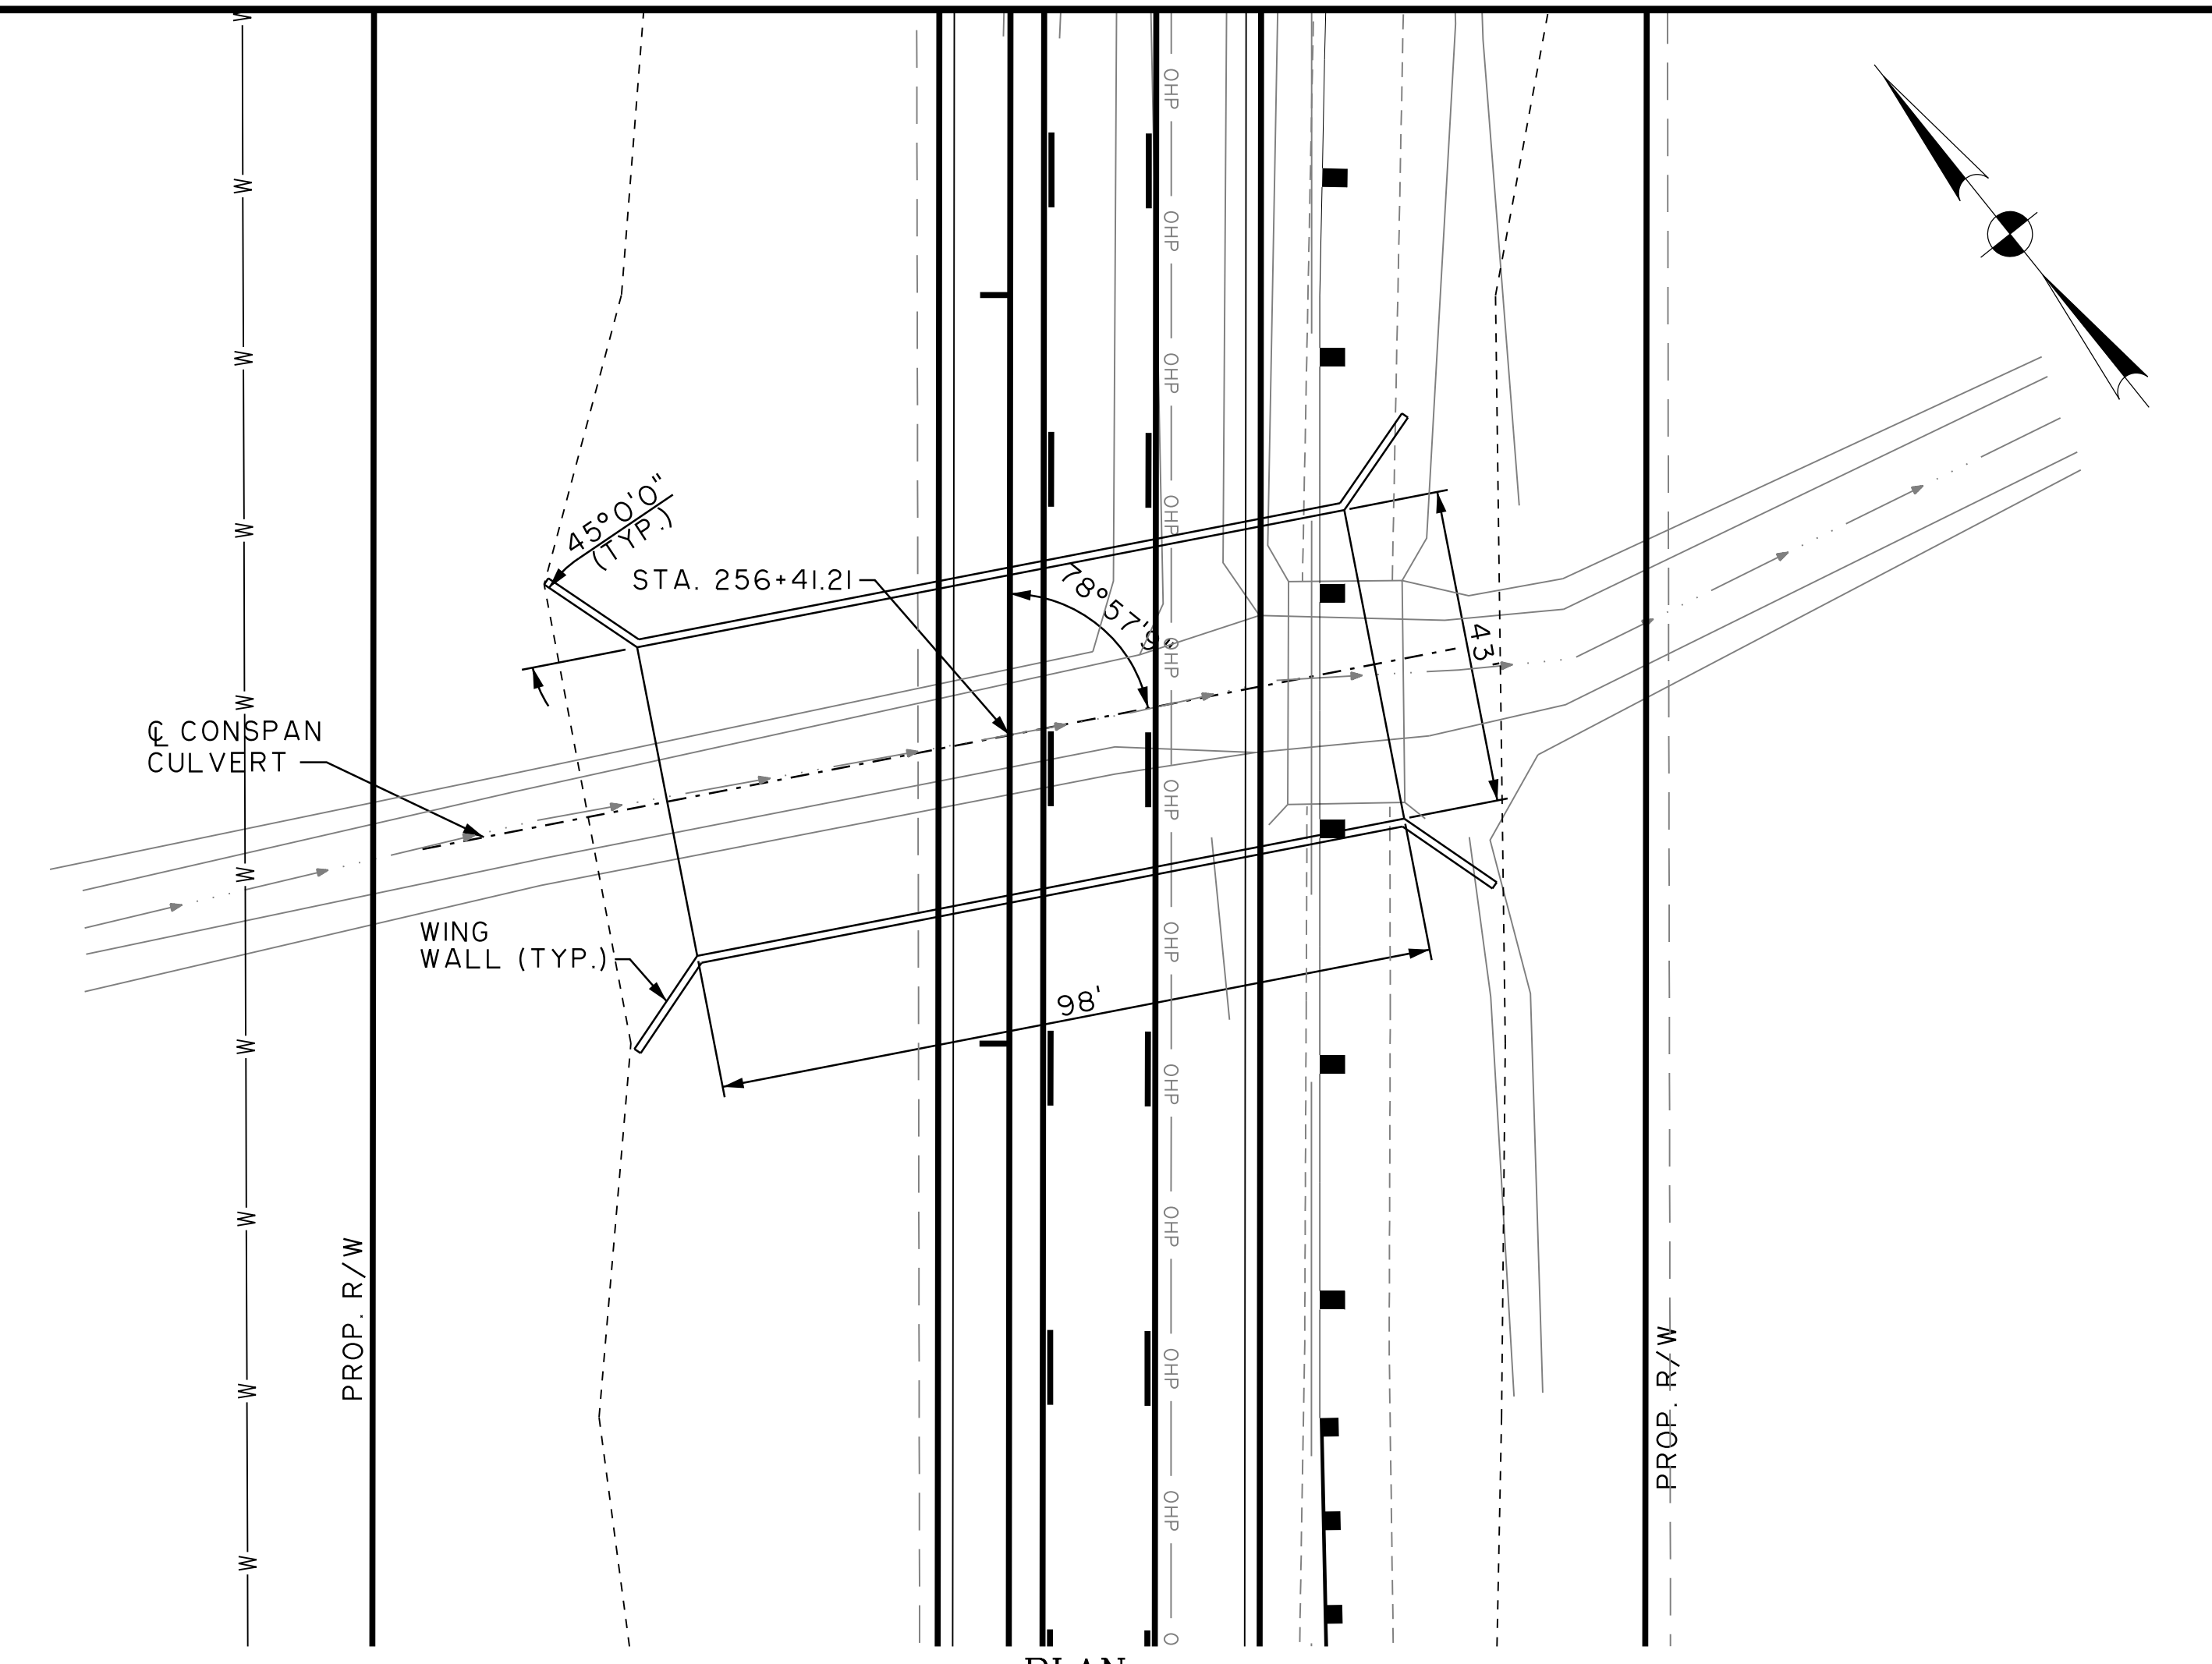 45°0'0"
(TYP.)
STA. 256+41.21
78°57'9"
43'
℄ CONSPAN
CULVERT
WING
WALL (TYP.)
98'
PROP. R/W
PROP. R/W
W
W
W
W
W
W
W
W
W
W
OHP
OHP
OHP
OHP
OHP
OHP
OHP
OHP
OHP
OHP
OHP
O
PLAN